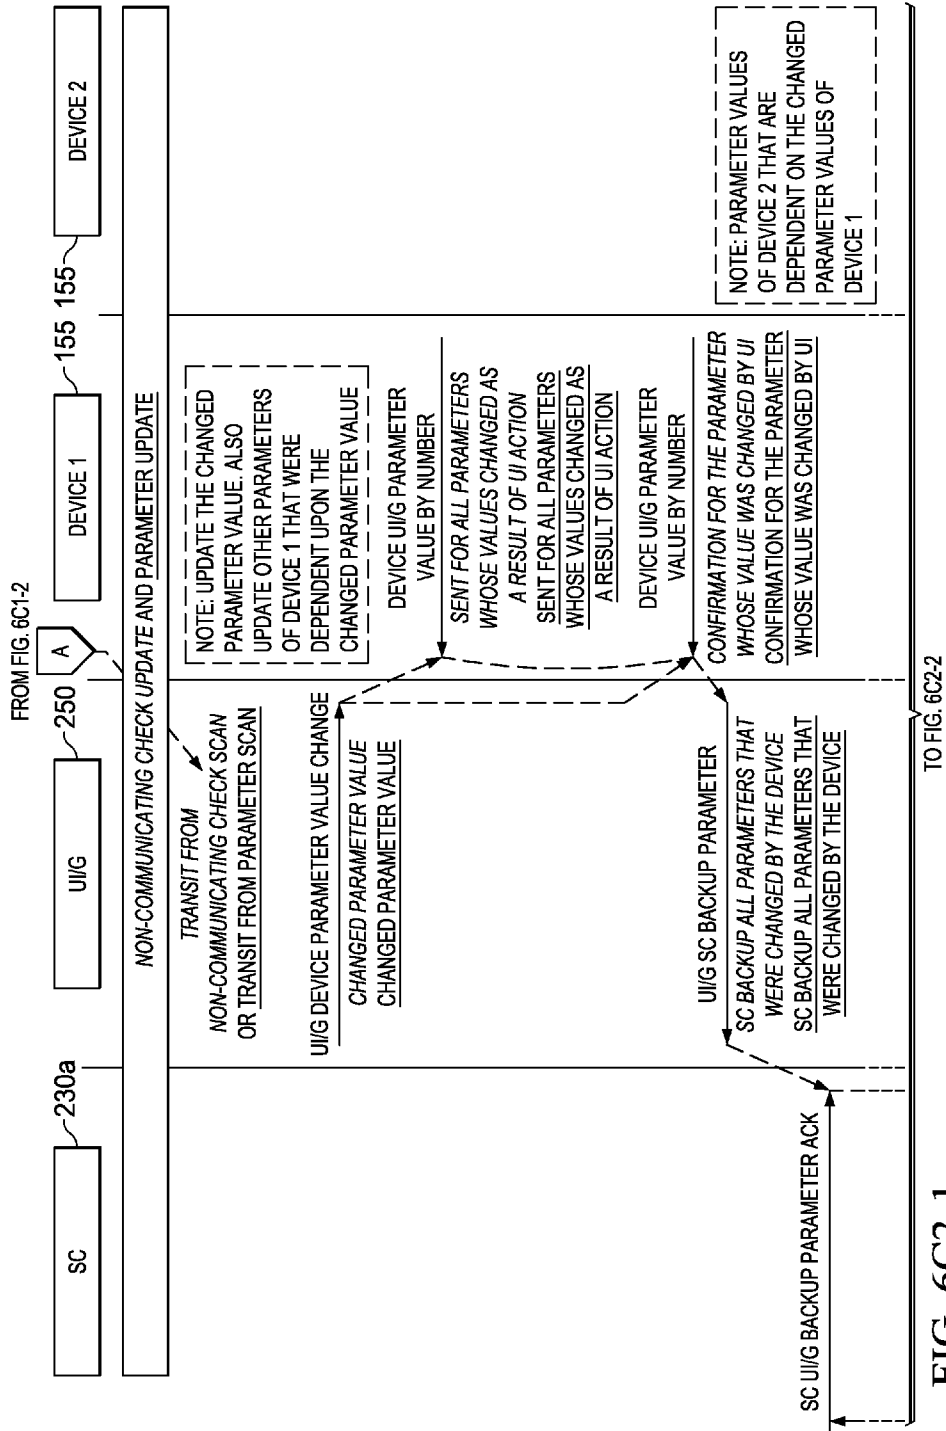 FROM FIG. 6C1-2
A
SC
230a
UI/G
250
DEVICE 1
155
155
DEVICE 2
NON-COMMUNICATING CHECK UPDATE AND PARAMETER UPDATE
TRANSIT FROM
NON-COMMUNICATING CHECK SCAN
OR TRANSIT FROM PARAMETER SCAN
NOTE: UPDATE THE CHANGED
PARAMETER VALUE. ALSO
UPDATE OTHER PARAMETERS
OF DEVICE 1 THAT WERE
DEPENDENT UPON THE
CHANGED PARAMETER VALUE
UI/G DEVICE PARAMETER VALUE CHANGE
CHANGED PARAMETER VALUE
CHANGED PARAMETER VALUE
DEVICE UI/G PARAMETER
VALUE BY NUMBER
SENT FOR ALL PARAMETERS
WHOSE VALUES CHANGED AS
A RESULT OF UI ACTION
SENT FOR ALL PARAMETERS
WHOSE VALUES CHANGED AS
A RESULT OF UI ACTION
DEVICE UI/G PARAMETER
VALUE BY NUMBER
CONFIRMATION FOR THE PARAMETER
WHOSE VALUE WAS CHANGED BY UI
CONFIRMATION FOR THE PARAMETER
WHOSE VALUE WAS CHANGED BY UI
UI/G SC BACKUP PARAMETER
SC BACKUP ALL PARAMETERS THAT
WERE CHANGED BY THE DEVICE
SC BACKUP ALL PARAMETERS THAT
WERE CHANGED BY THE DEVICE
NOTE: PARAMETER VALUES
OF DEVICE 2 THAT ARE
DEPENDENT ON THE CHANGED
PARAMETER VALUES OF
DEVICE 1
SC UI/G BACKUP PARAMETER ACK
TO FIG. 6C2-2
FIG. 6C2-1